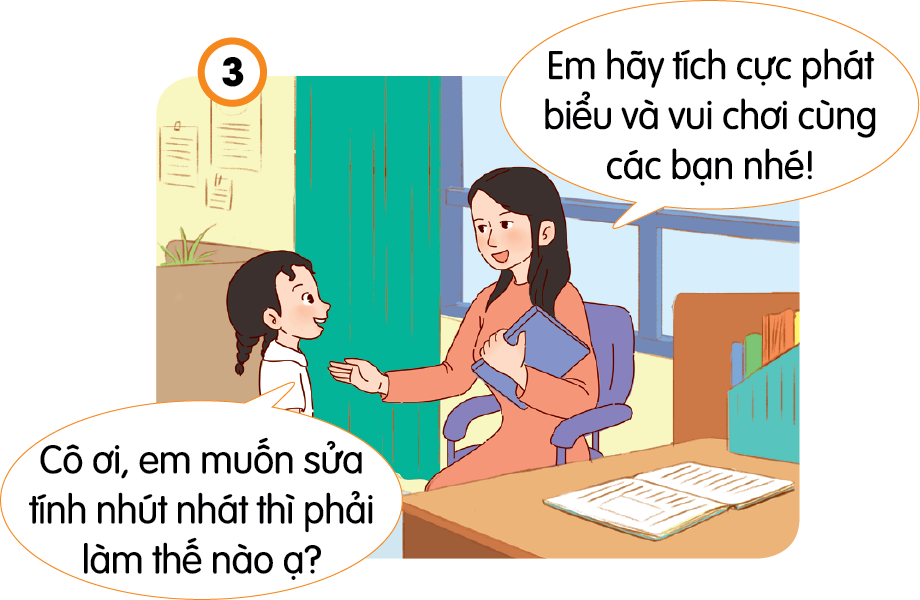 3
Em hãy tích cực phát
biểu và vui chơi cùng
các bạn nhé!
Cô ơi, em muốn sửa
tính nhút nhát thì phải
làm thế nào ạ?